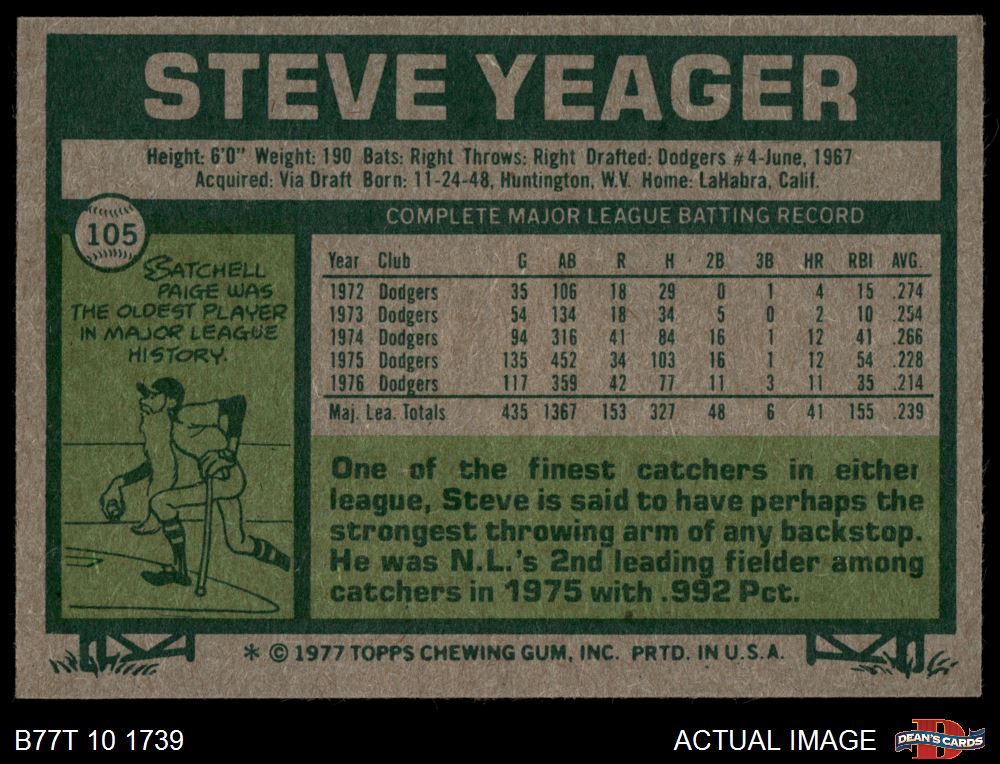 STEVE YEAGER
Height: 6'0" Weight: 190 Bats: Right Throws: Right Drafted: Dodgers #4-June, 1967
Acquired: Via Draft Born: 11-24-48, Huntington, W.V. Home: LaHabra, Calif.
COMPLETE MAJOR LEAGUE BATTING RECORD
105
SATCHELL
PAIGE WAS
THE OLDEST PLAYER
IN MAJOR LEAGUE
HISTORY.
Year Club G AB R H 2B 3B HR RBI AVG.
1972 Dodgers 35 106 18 29 0 1 4 15 .274
1973 Dodgers 54 134 18 34 5 0 2 10 .254
1974 Dodgers 94 316 41 84 16 1 12 41 .266
1975 Dodgers 135 452 34 103 16 1 12 54 .228
1976 Dodgers 117 359 42 77 11 3 11 35 .214
Maj. Lea. Totals 435 1367 153 327 48 6 41 155 .239
One of the finest catchers in either
league, Steve is said to have perhaps the
strongest throwing arm of any backstop.
He was N.L.'s 2nd leading fielder among
catchers in 1975 with .992 Pct.
* © 1977 TOPPS CHEWING GUM, INC. PRTD. IN U.S.A.
B77T 10 1739
ACTUAL IMAGE
DEAN'S CARDS